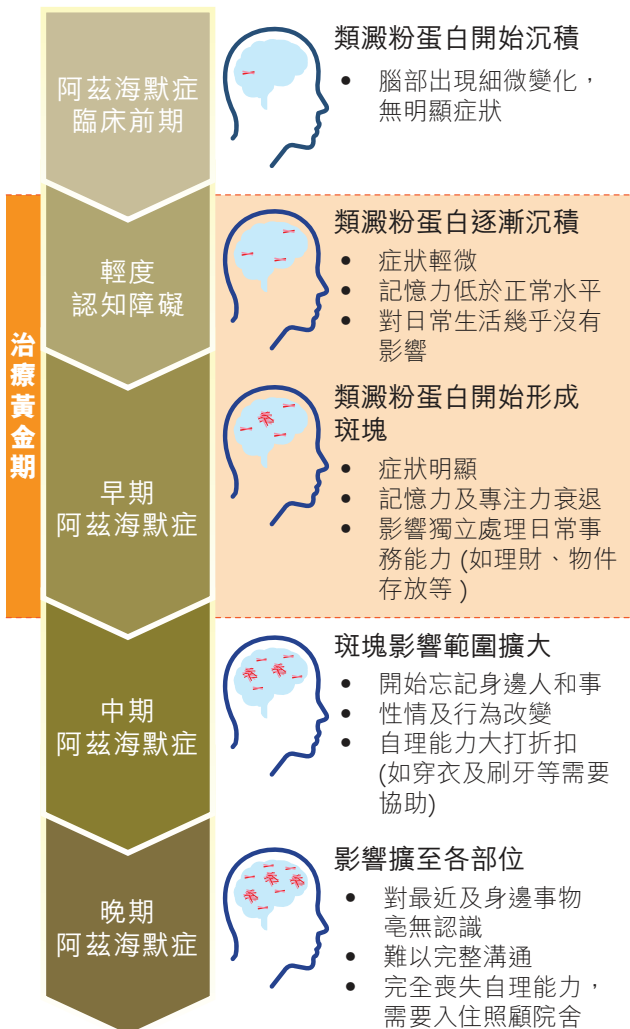 阿茲海默症
臨床前期
類澱粉蛋白開始沉積
• 腦部出現細微變化，
無明顯症狀
治療黃金期
輕度
認知障礙
類澱粉蛋白逐漸沉積
• 症狀輕微
• 記憶力低於正常水平
• 對日常生活幾乎沒有
影響
早期
阿茲海默症
類澱粉蛋白開始形成
斑塊
• 症狀明顯
• 記憶力及專注力衰退
• 影響獨立處理日常事
務能力 (如理財、物件
存放等 )
中期
阿茲海默症
斑塊影響範圍擴大
• 開始忘記身邊人和事
• 性情及行為改變
• 自理能力大打折扣
(如穿衣及刷牙等需要
協助)
晚期
阿茲海默症
影響擴至各部位
• 對最近及身邊事物
亳無認識
• 難以完整溝通
• 完全喪失自理能力，
需要入住照顧院舍